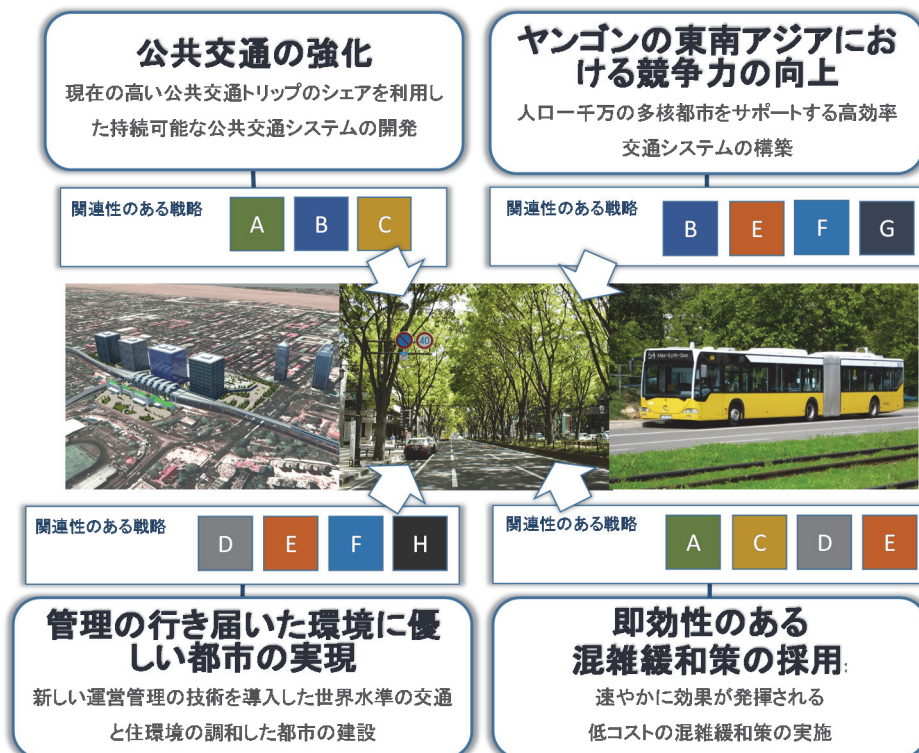 公共交通の強化
現在の高い公共交通トリップのシェアを利用し
た持続可能な公共交通システムの開発
関連性のある戦略
A B C
ヤンゴンの東南アジアにお
ける競争力の向上
人口一千万の多核都市をサポートする高効率
交通システムの構築
関連性のある戦略
B E F G
40
54
関連性のある戦略
D E F H
管理の行き届いた環境に優
しい都市の実現
新しい運営管理の技術を導入した世界水準の交通
と住環境の調和した都市の建設
関連性のある戦略
A C D E
即効性のある
混雑緩和策の採用:
速やかに効果が発揮される
低コストの混雑緩和策の実施